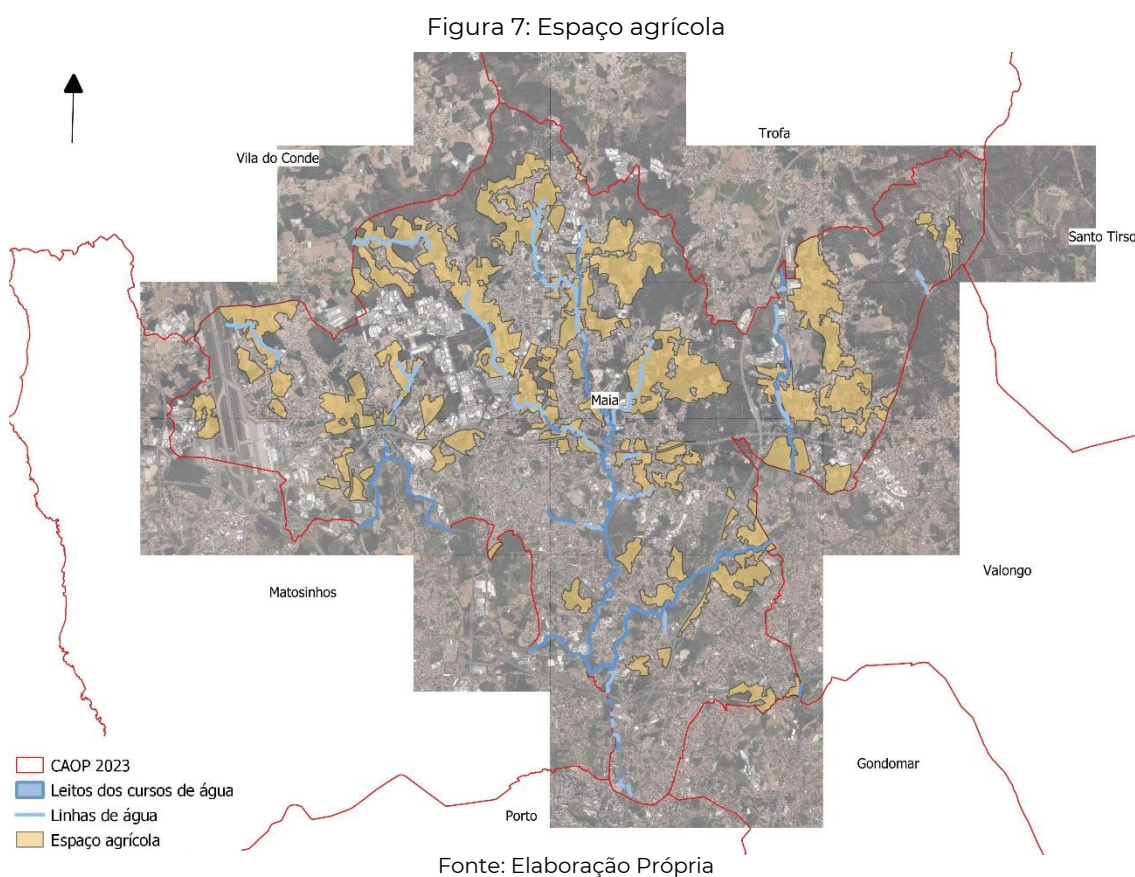 Figura 7: Espaço agrícola
Trofa
Vila do Conde
Santo Tirso
Maia
Valongo
Matosinhos
Gondomar
Porto
CAOP 2023
Leitos dos cursos de água
Linhas de água
Espaço agrícola
Fonte: Elaboração Própria